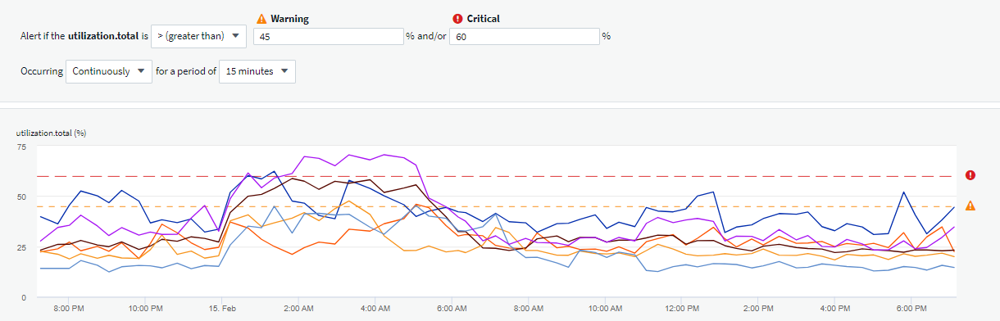 Warning
Critical
Alert if the utilization.total is > (greater than) 45 % and/or 60 %
Occurring Continuously for a period of 15 minutes
utilization.total (%)
75
50
25
0
8:00 PM 10:00 PM 15. Feb 2:00 AM 4:00 AM 6:00 AM 8:00 AM 10:00 AM 12:00 PM 2:00 PM 4:00 PM 6:00 PM